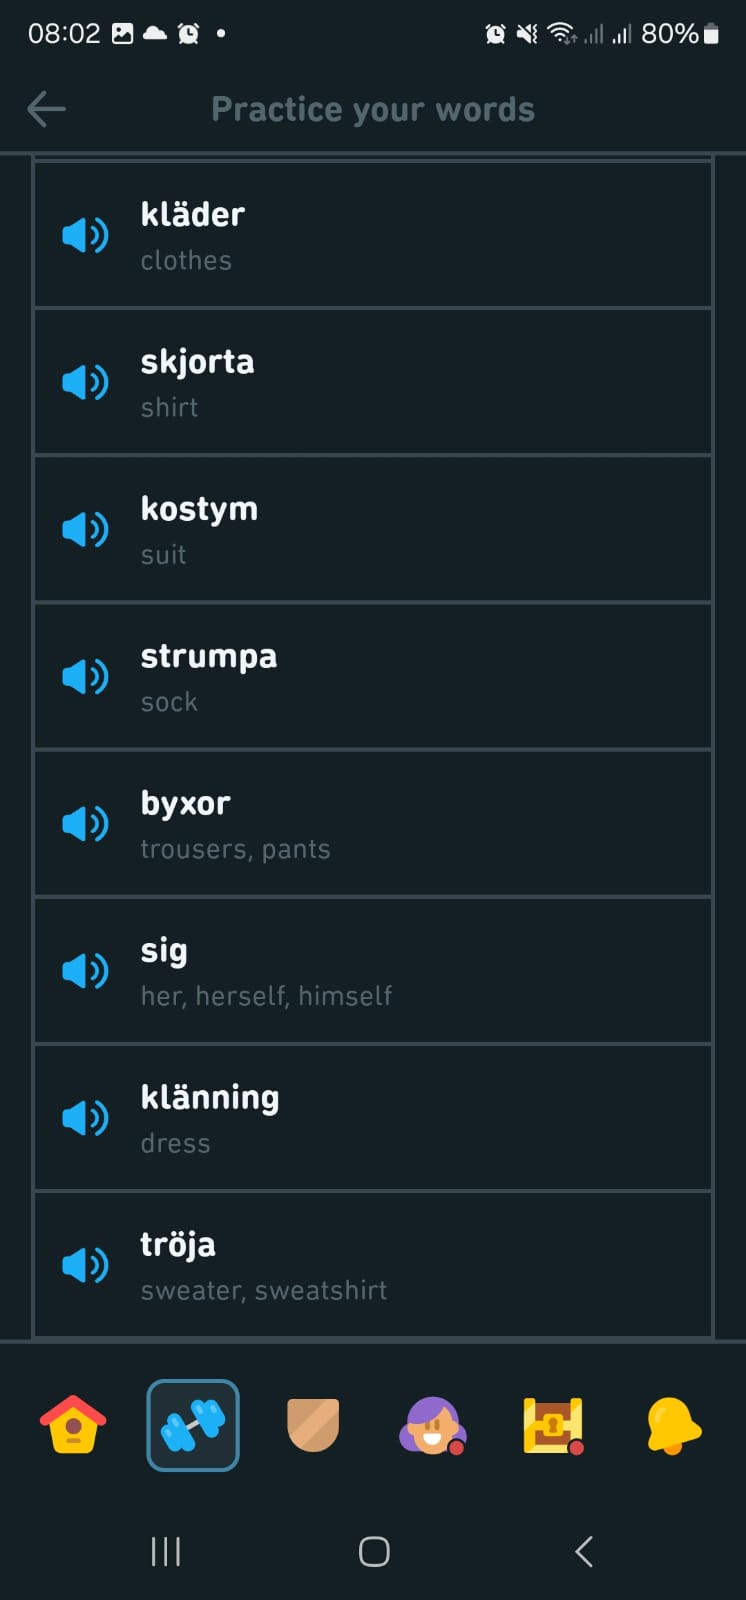 08:02
80%
Practice your words
kläder
clothes
skjorta
shirt
kostym
suit
strumpa
sock
byxor
trousers, pants
sig
her, herself, himself
klänning
dress
tröja
sweater, sweatshirt